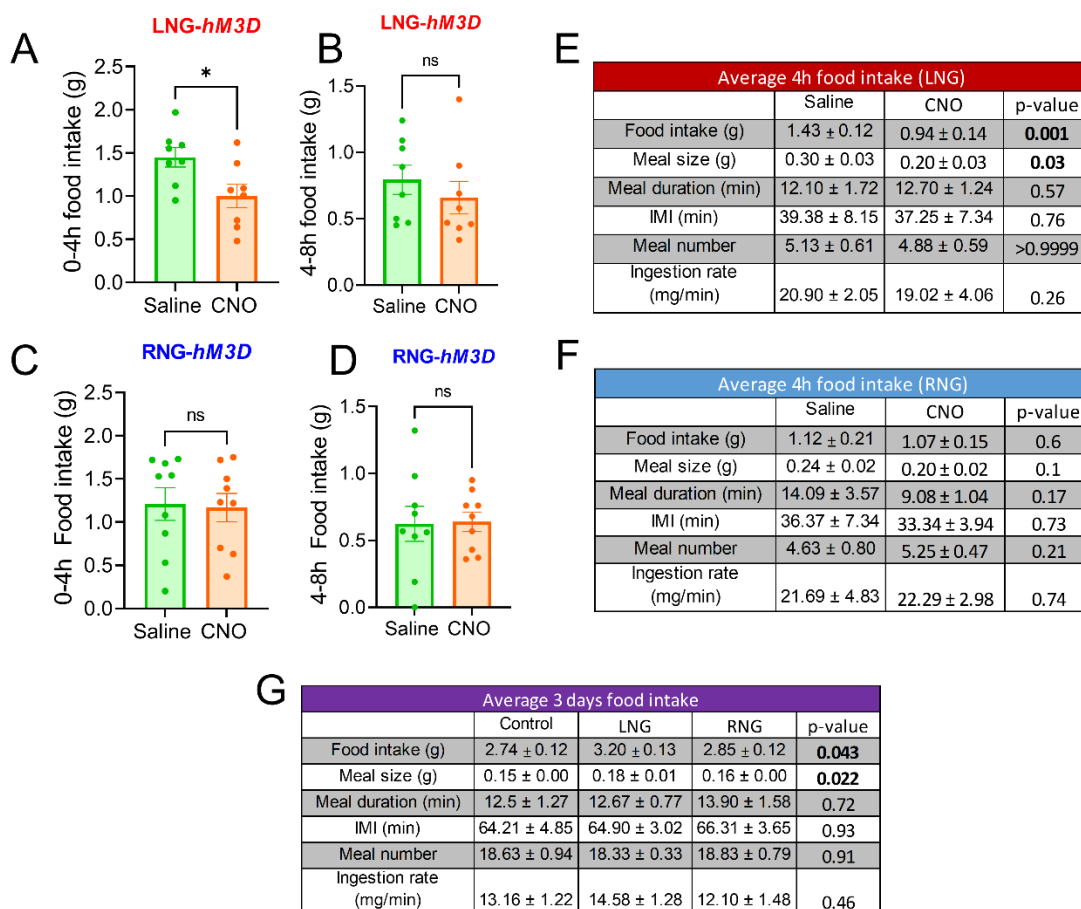 A
LNG-hM3D
0-4h food intake (g)
2.5
2.0
1.5
1.0
0.5
0.0
*
Saline CNO
B
LNG-hM3D
4-8h food intake (g)
1.5
1.0
0.5
0.0
ns
Saline CNO
E
Average 4h food intake (LNG)
Saline CNO p-value
Food intake (g) 1.43 ± 0.12 0.94 ± 0.14 0.001
Meal size (g) 0.30 ± 0.03 0.20 ± 0.03 0.03
Meal duration (min) 12.10 ± 1.72 12.70 ± 1.24 0.57
IMI (min) 39.38 ± 8.15 37.25 ± 7.34 0.76
Meal number 5.13 ± 0.61 4.88 ± 0.59 >0.9999
Ingestion rate
(mg/min) 20.90 ± 2.05 19.02 ± 4.06 0.26
C
RNG-hM3D
0-4h Food intake (g)
2.5
2.0
1.5
1.0
0.5
0.0
ns
Saline CNO
D
RNG-hM3D
4-8h Food intake (g)
1.5
1.0
0.5
0.0
ns
Saline CNO
F
Average 4h food intake (RNG)
Saline CNO p-value
Food intake (g) 1.12 ± 0.21 1.07 ± 0.15 0.6
Meal size (g) 0.24 ± 0.02 0.20 ± 0.02 0.1
Meal duration (min) 14.09 ± 3.57 9.08 ± 1.04 0.17
IMI (min) 36.37 ± 7.34 33.34 ± 3.94 0.73
Meal number 4.63 ± 0.80 5.25 ± 0.47 0.21
Ingestion rate
(mg/min) 21.69 ± 4.83 22.29 ± 2.98 0.74
G
Average 3 days food intake
Control LNG RNG p-value
Food intake (g) 2.74 ± 0.12 3.20 ± 0.13 2.85 ± 0.12 0.043
Meal size (g) 0.15 ± 0.00 0.18 ± 0.01 0.16 ± 0.00 0.022
Meal duration (min) 12.5 ± 1.27 12.67 ± 0.77 13.90 ± 1.58 0.72
IMI (min) 64.21 ± 4.85 64.90 ± 3.02 66.31 ± 3.65 0.93
Meal number 18.63 ± 0.94 18.33 ± 0.33 18.83 ± 0.79 0.91
Ingestion rate
(mg/min) 13.16 ± 1.22 14.58 ± 1.28 12.10 ± 1.48 0.46